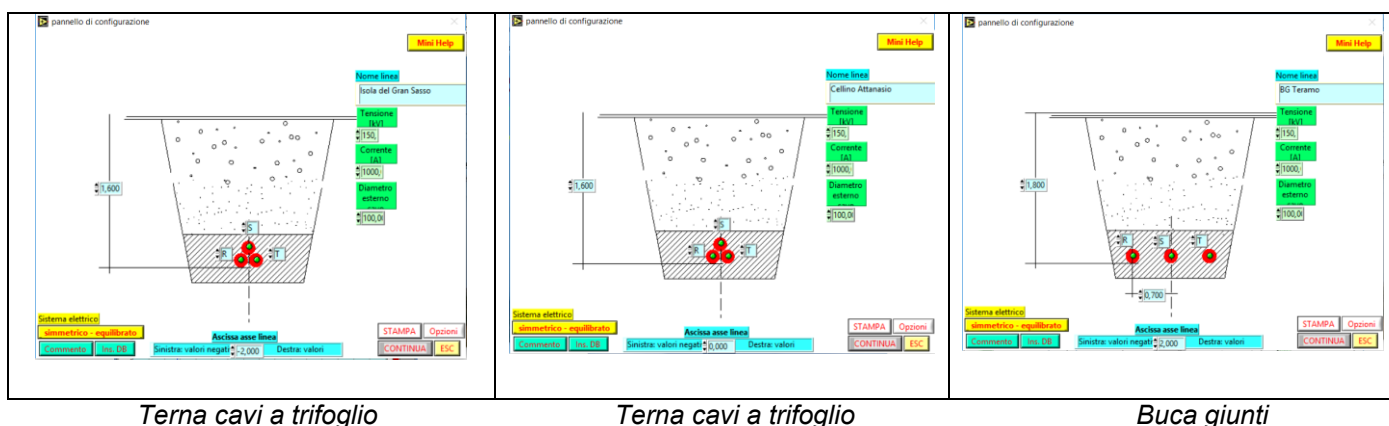 pannello di configurazione
Mini Help
Nome linea
Isola del Gran Sasso
Tensione
[kV]
150,
Corrente
[A]
1000,
Diametro
esterno
100,0
1,600
S
R
T
Sistema elettrico
simmetrico - equilibrato
Commento
Ins. DB
Ascissa asse linea
Sinistra: valori negati
-2,000
Destra: valori
STAMPA
Opzioni
CONTINUA
ESC
Terna cavi a trifoglio
pannello di configurazione
Mini Help
Nome linea
Cellino Attanasio
Tensione
[kV]
150,
Corrente
[A]
1000,
Diametro
esterno
100,0
1,600
S
R
T
Sistema elettrico
simmetrico - equilibrato
Commento
Ins. DB
Ascissa asse linea
Sinistra: valori negati
0,000
Destra: valori
STAMPA
Opzioni
CONTINUA
ESC
Terna cavi a trifoglio
pannello di configurazione
Mini Help
Nome linea
BG Teramo
Tensione
[kV]
150,
Corrente
[A]
1000,
Diametro
esterno
100,0
1,800
R
S
T
0,700
Sistema elettrico
simmetrico - equilibrato
Commento
Ins. DB
Ascissa asse linea
Sinistra: valori negati
2,000
Destra: valori
STAMPA
Opzioni
CONTINUA
ESC
Buca giunti